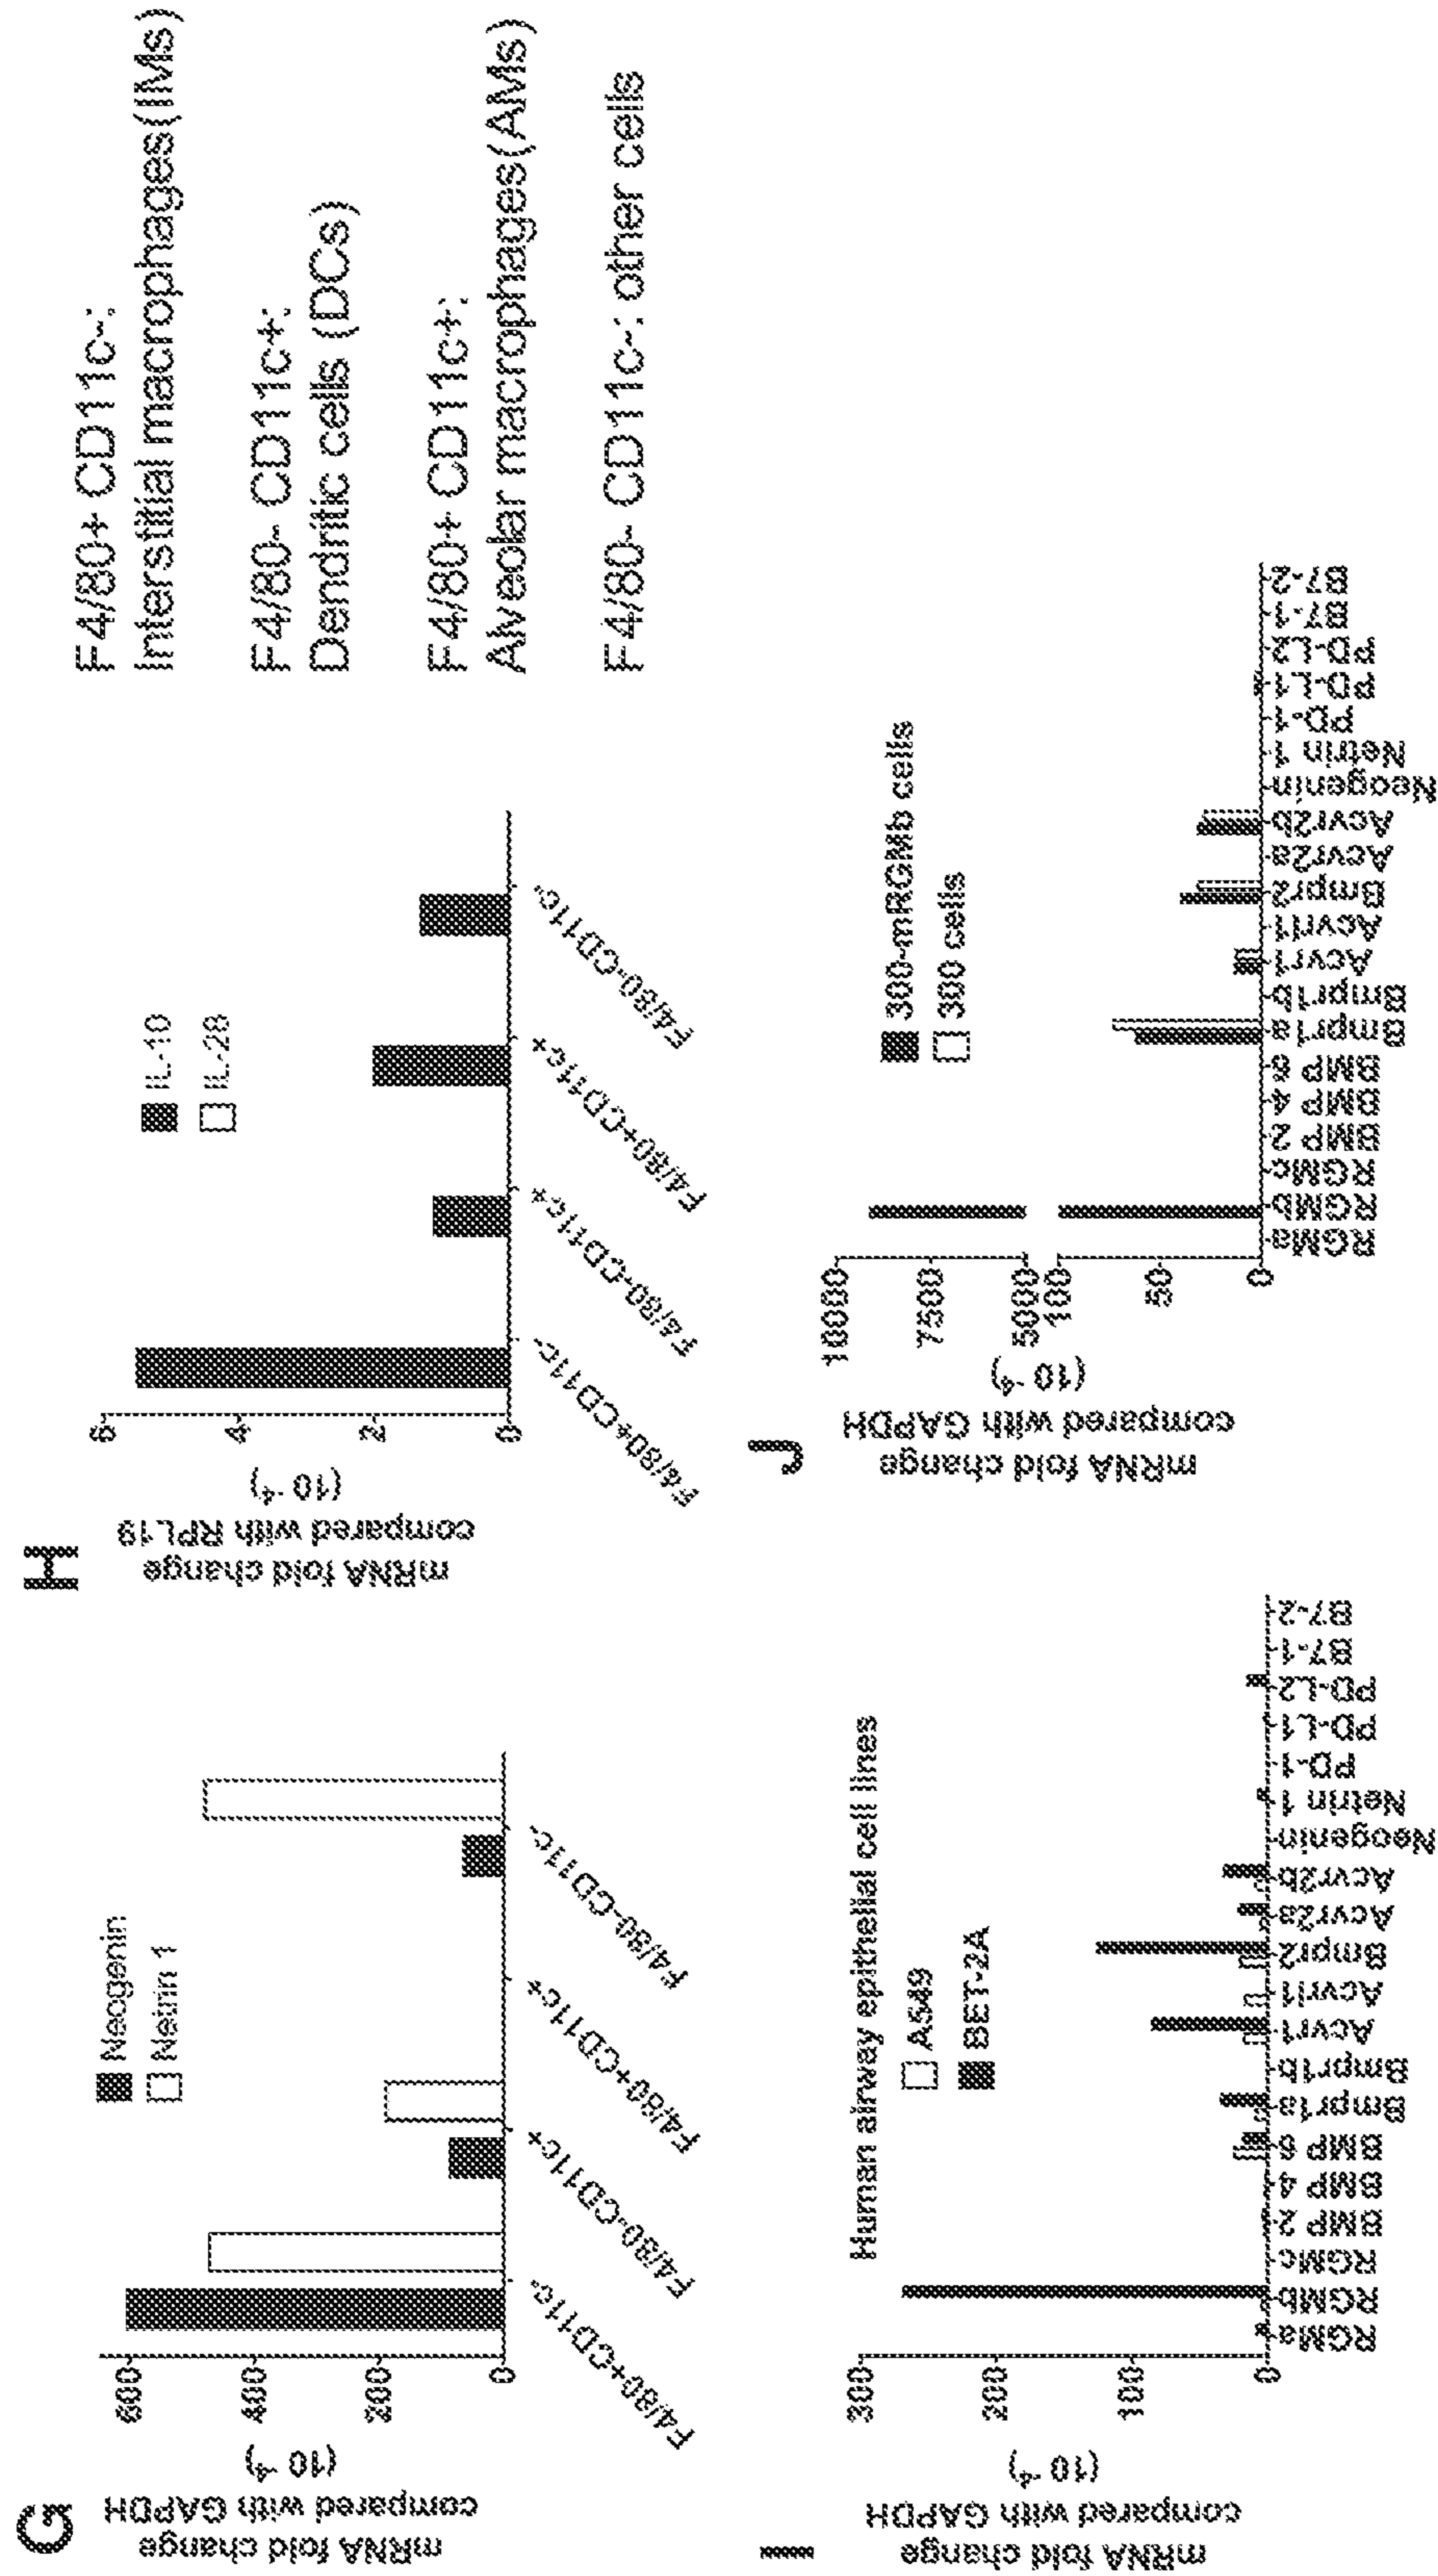 G
mRNA fold change
compared with GAPDH
(10⁻⁴)
600
400
200
0
Neogenin
Netrin 1
F4/80+CD11c-
F4/80-CD11c+
F4/80+CD11c+
F4/80-CD11c-
H
mRNA fold change
compared with RPL19
(10⁻⁴)
6
4
2
0
IL-10
IL-28
F4/80+CD11c-
F4/80-CD11c+
F4/80+CD11c+
F4/80-CD11c-
F4/80+ CD11c-:
Interstitial macrophages(IMs)
F4/80- CD11c+:
Dendritic cells (DCs)
F4/80+ CD11c+:
Alveolar macrophages(AMs)
F4/80- CD11c-: other cells
I
mRNA fold change
compared with GAPDH
(10⁻⁴)
300
200
100
0
Human airway epithelial cell lines
A549
BET-2A
RGMa
RGMb
RGMc
BMP 2
BMP 4
BMP 6
Bmpr1a
Bmpr1b
Acvr1
Acvrl1
Bmpr2
Acvr2a
Acvr2b
Neogenin
Netrin 1
PD-1
PD-L1
PD-L2
B7-1
B7-2
J
mRNA fold change
compared with GAPDH
(10⁻⁴)
10000
7500
5000
100
50
0
300-mRGMb cells
300 cells
RGMa
RGMb
RGMc
BMP 2
BMP 4
BMP 6
Bmpr1a
Bmpr1b
Acvr1
Acvrl1
Bmpr2
Acvr2a
Acvr2b
Neogenin
Netrin 1
PD-1
PD-L1
PD-L2
B7-1
B7-2